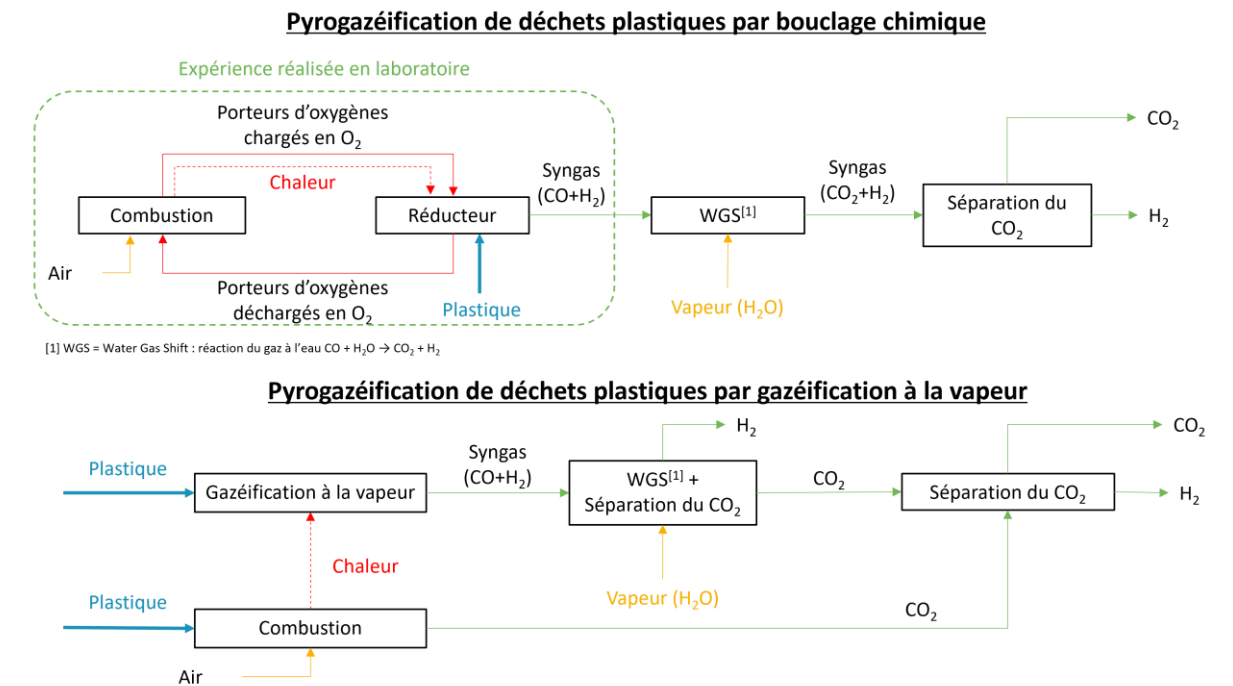 Pyrogazéification de déchets plastiques par bouclage chimique
Expérience réalisée en laboratoire
Porteurs d’oxygènes
chargés en O₂
Chaleur
Combustion
Réducteur
Syngas
(CO+H₂)
WGS[1]
Syngas
(CO₂+H₂)
Séparation du
CO₂
CO₂
H₂
Air
Porteurs d’oxygènes
déchargés en O₂
Plastique
Vapeur (H₂O)
[1] WGS = Water Gas Shift : réaction du gaz à l’eau CO + H₂O → CO₂ + H₂
Pyrogazéification de déchets plastiques par gazéification à la vapeur
Plastique
Gazéification à la vapeur
Syngas
(CO+H₂)
H₂
WGS[1] +
Séparation du CO₂
CO₂
Séparation du CO₂
CO₂
H₂
Chaleur
Vapeur (H₂O)
Plastique
Combustion
CO₂
Air